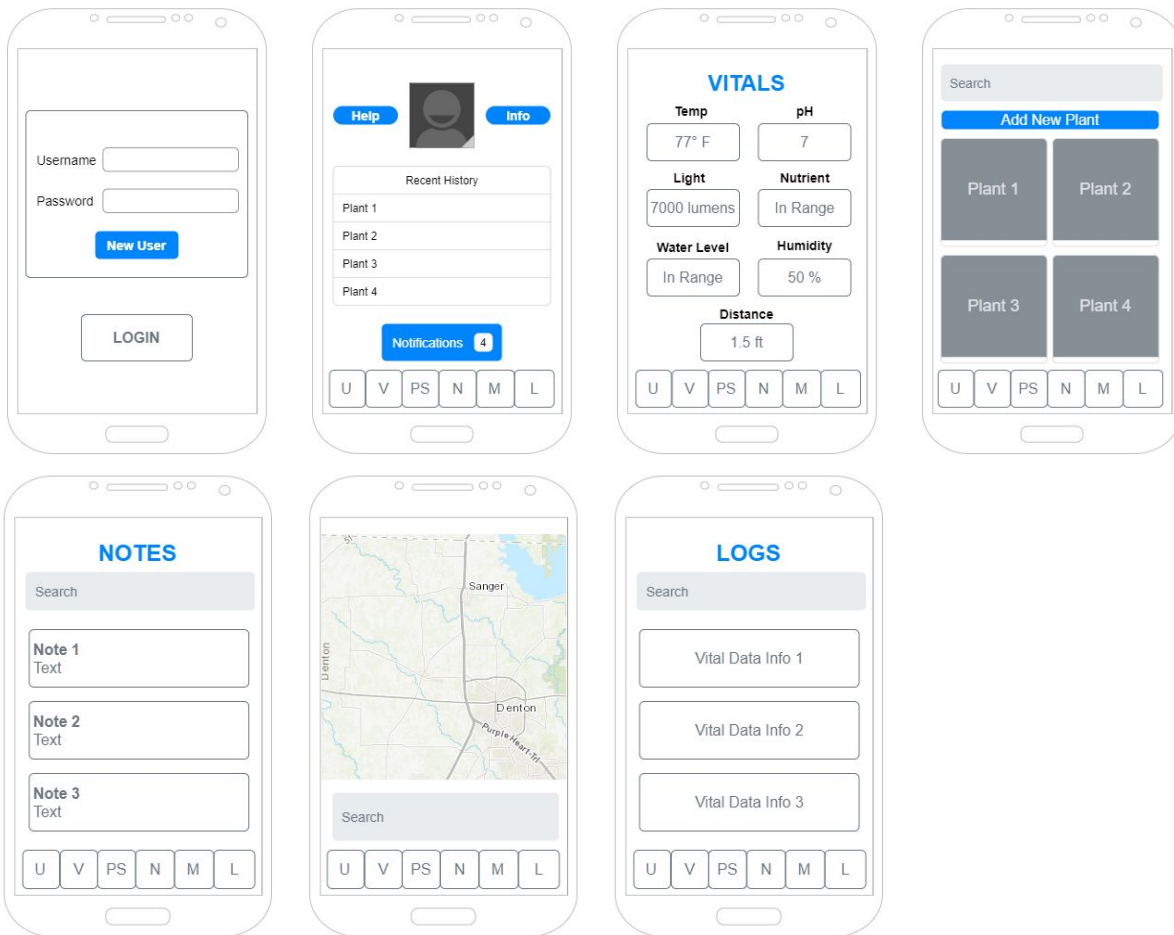 Username
Password
New User
LOGIN
Help
Info
Recent History
Plant 1
Plant 2
Plant 3
Plant 4
Notifications 4
U V PS N M L
VITALS
Temp pH
77° F 7
Light Nutrient
7000 lumens In Range
Water Level Humidity
In Range 50 %
Distance
1.5 ft
U V PS N M L
Search
Add New Plant
Plant 1 Plant 2
Plant 3 Plant 4
U V PS N M L
NOTES
Search
Note 1
Text
Note 2
Text
Note 3
Text
U V PS N M L
Sanger
Denton
Denton
Purple Heart-Trl
Search
U V PS N M L
LOGS
Search
Vital Data Info 1
Vital Data Info 2
Vital Data Info 3
U V PS N M L